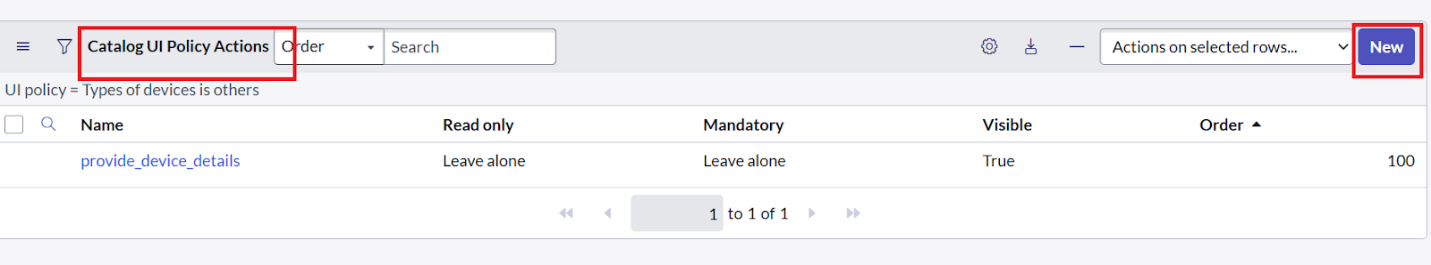 Catalog UI Policy Actions Order Search Actions on selected rows... New
UI policy = Types of devices is others
Name Read only Mandatory Visible Order
provide_device_details Leave alone Leave alone True 100
1 to 1 of 1